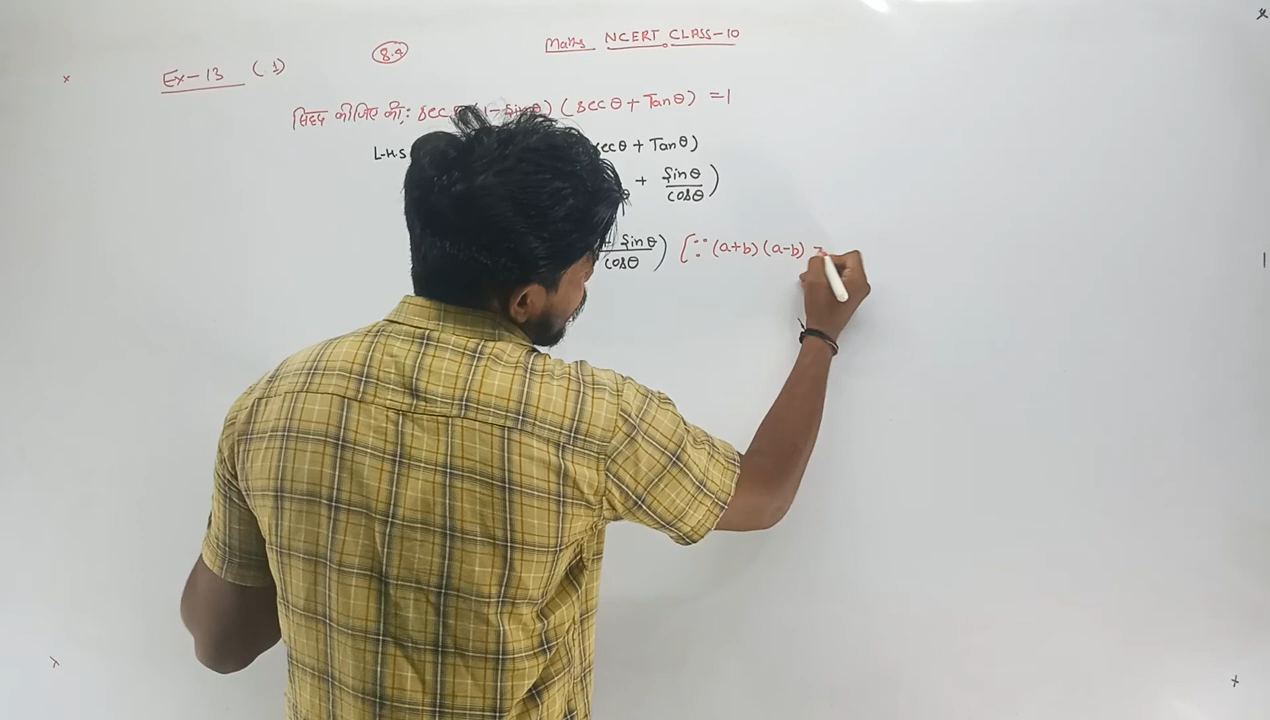 Maths NCERT CLASS-10
8.4
Ex-13 (1)
सिद्ध कीजिए की: sec (1-Sinθ) (secθ + Tanθ) =1
L.H.S ecθ + Tanθ)
+ Sinθ/cosθ)
Sinθ/cosθ) [∵ (a+b) (a-b) =